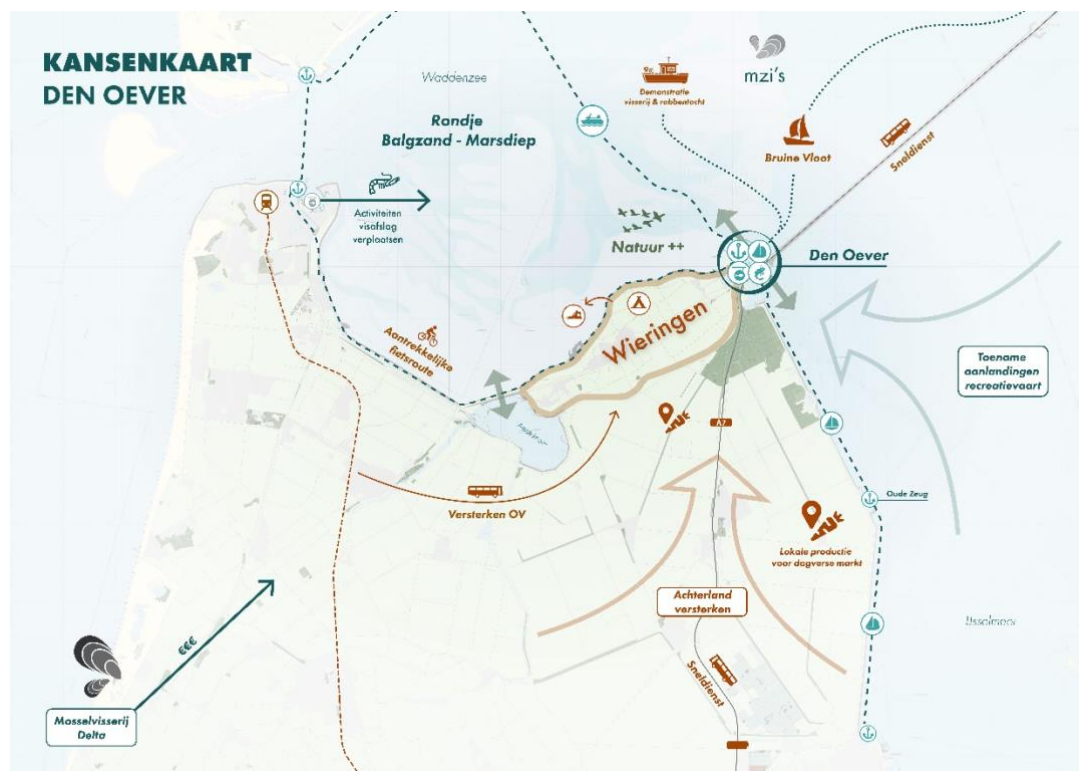 KANSENKAART
DEN OEVER
Waddenzee
Randje
Balgzand - Marsdiep
Demonstratie
visserij & robbentocht
mzi's
Bruine Vloot
Sneldienst
Activiteiten
visafslag
verplaatsen
Natuur ++
Den Oever
Wieringen
Aantrekkelijke
fietsroute
Toename
aanlandingen
recreatievaart
A7
Versterken OV
Oude Zeug
Lokale productie
voor dagverse markt
Achterland
versterken
IJsselmeer
Sneldienst
€€€
Mosselvisserij
Delta